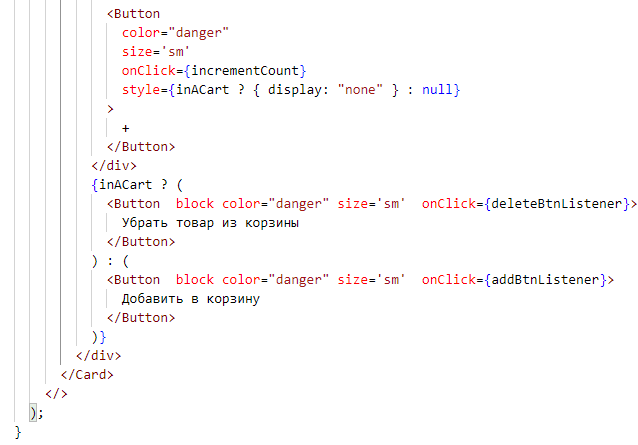 <Button
color="danger"
size='sm'
onClick={incrementCount}
style={inACart ? { display: "none" } : null}
>
+
</Button>
</div>
{inACart ? (
<Button  block color="danger" size='sm'  onClick={deleteBtnListener}>
Убрать товар из корзины
</Button>
) : (
<Button  block color="danger" size='sm'  onClick={addBtnListener}>
Добавить в корзину
</Button>
)}
</div>
</Card>
</>
);
}